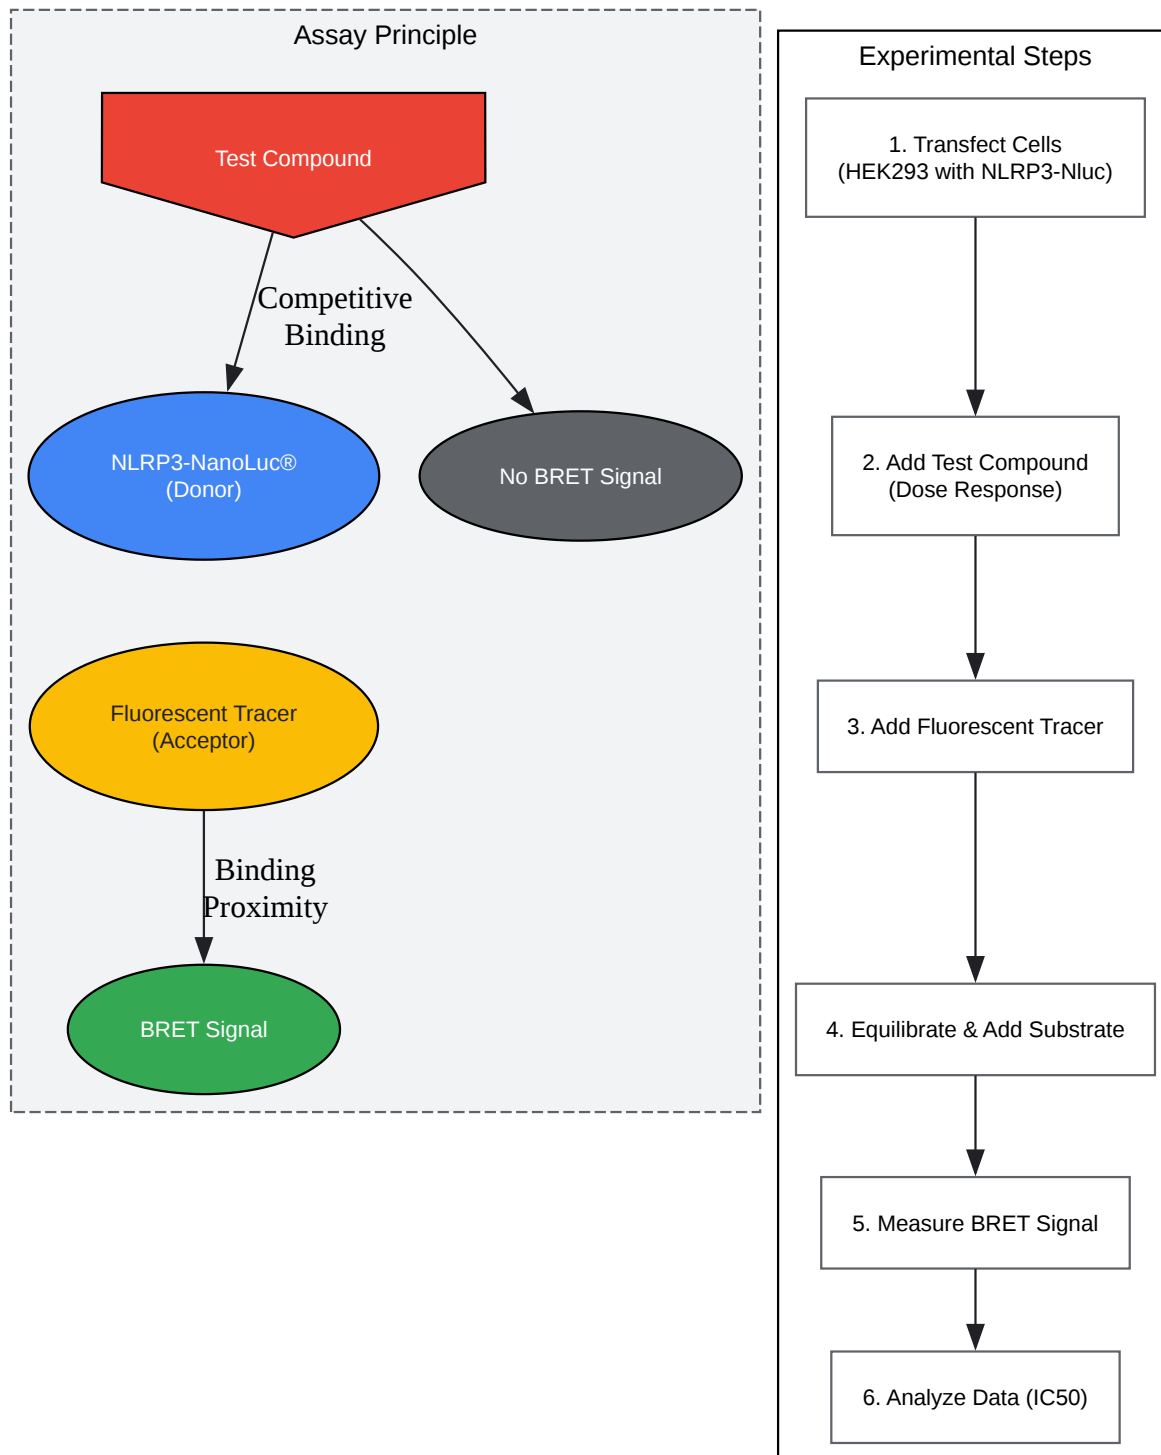 Assay Principle
Test Compound
Competitive
Binding
NLRP3-NanoLuc®
(Donor)
No BRET Signal
Fluorescent Tracer
(Acceptor)
Binding
Proximity
BRET Signal
Experimental Steps
1. Transfect Cells
(HEK293 with NLRP3-Nluc)
2. Add Test Compound
(Dose Response)
3. Add Fluorescent Tracer
4. Equilibrate & Add Substrate
5. Measure BRET Signal
6. Analyze Data (IC50)